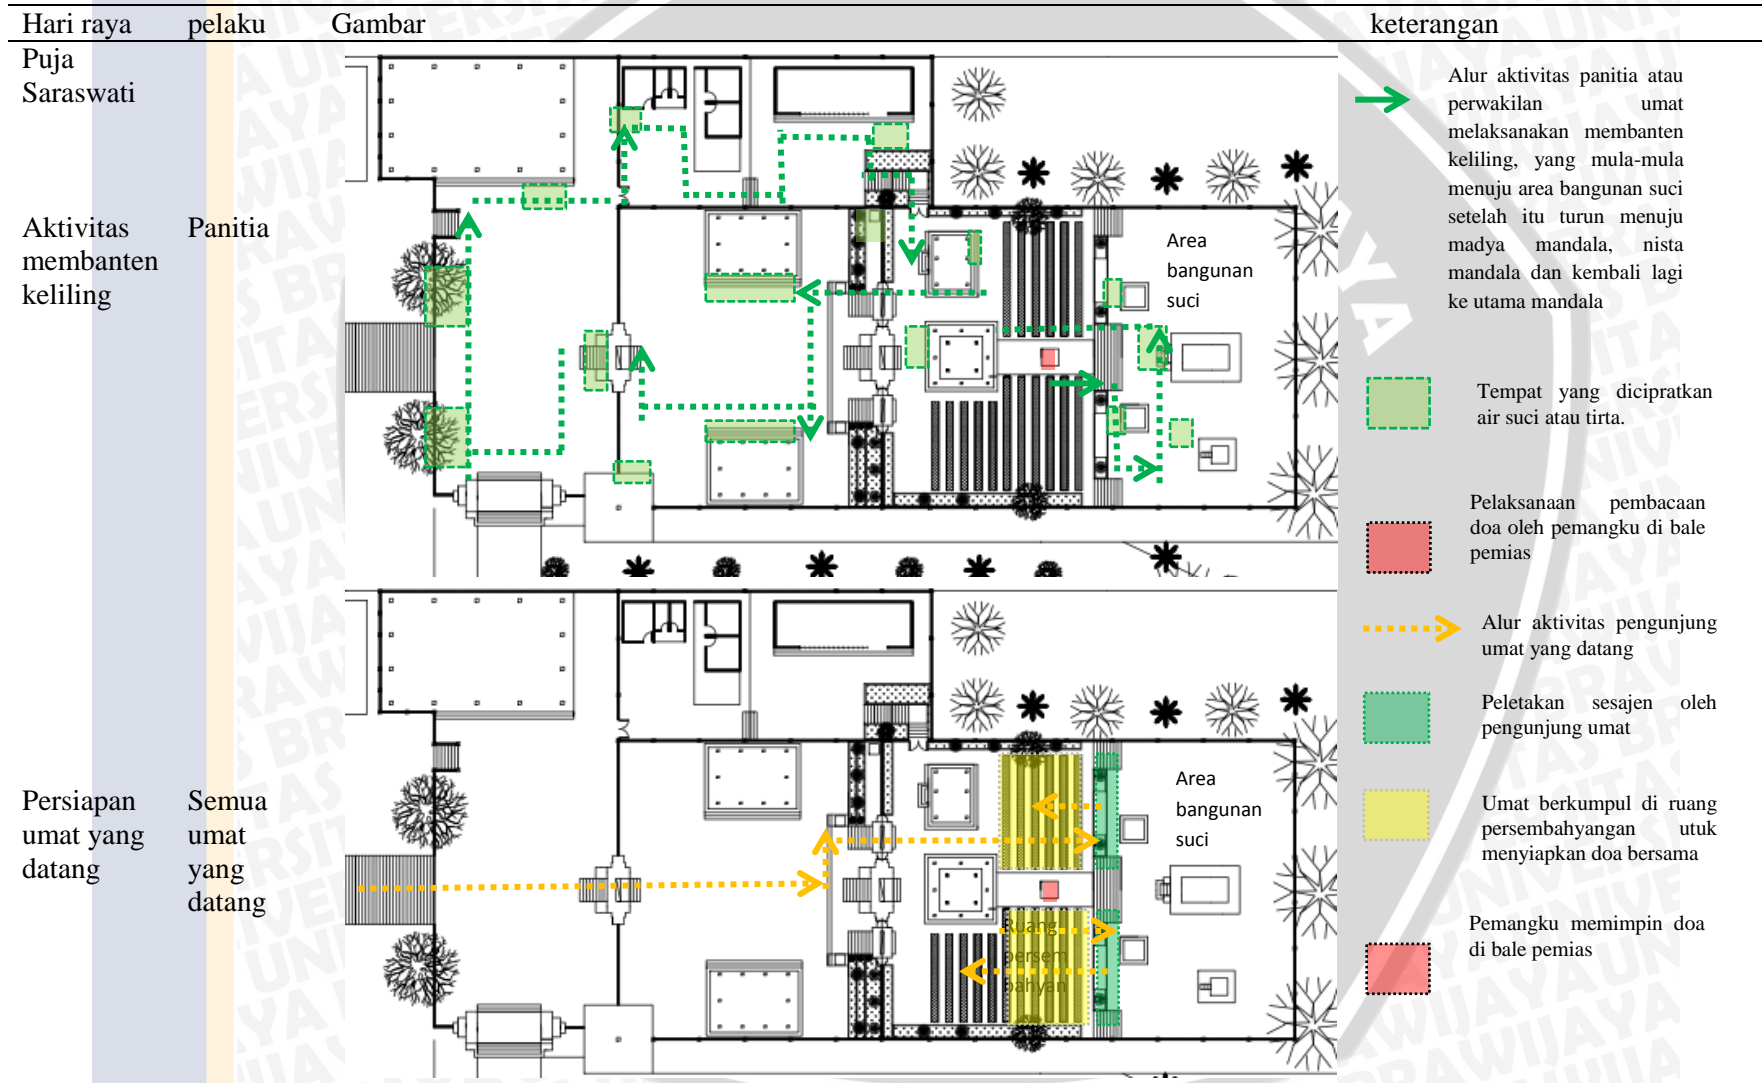 Hari raya pelaku Gambar keterangan
Puja
Saraswati
Aktivitas
membanten
keliling
Panitia
Area
bangunan
suci
Alur aktivitas panitia atau
perwakilan umat
melaksanakan membanten
keliling, yang mula-mula
menuju area bangunan suci
setelah itu turun menuju
madya mandala, nista
mandala dan kembali lagi
ke utama mandala
Tempat yang diciprat­kan
air suci atau tirta.
Pelaksanaan pembacaan
doa oleh pemangku di bale
pemias
Persiapan
umat yang
datang
Semua
umat
yang
datang
Area
bangunan
suci
Ruang
persem
bahyan
Alur aktivitas pengunjung
umat yang datang
Peletakan sesajen oleh
pengunjung umat
Umat berkumpul di ruang
persembahyangan utuk
menyiapkan doa bersama
Pemangku memimpin doa
di bale pemias